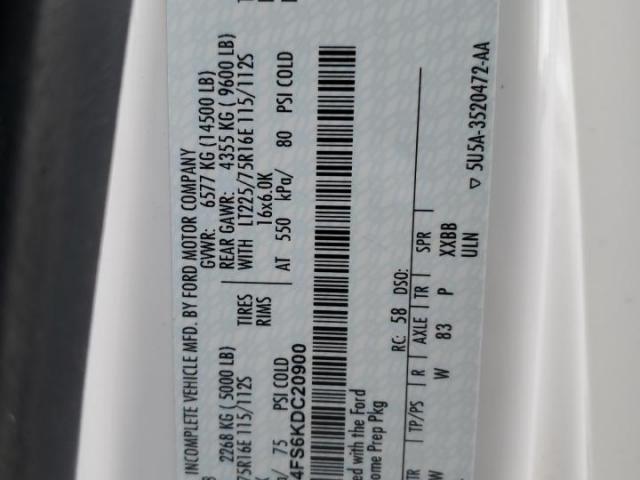 INCOMPLETE VEHICLE MFD. BY FORD MOTOR COMPANY
GVWR: 6577 KG (14500 LB)
2268 KG ( 5000 LB) REAR GAWR: 4355 KG ( 9600 LB)
75R16E 115/112S TIRES WITH LT225/75R16E 115/112S
RIMS 16x6.0K
75 PSI COLD AT 550 kPa/ 80 PSI COLD
4FS6KDC20900
ed with the Ford
ome Prep Pkg
RC: 58 DSO:
TP/PS R AXLE TR SPR
W 83 P XXBB
ULN
▽ 5U5A-3520472-AA